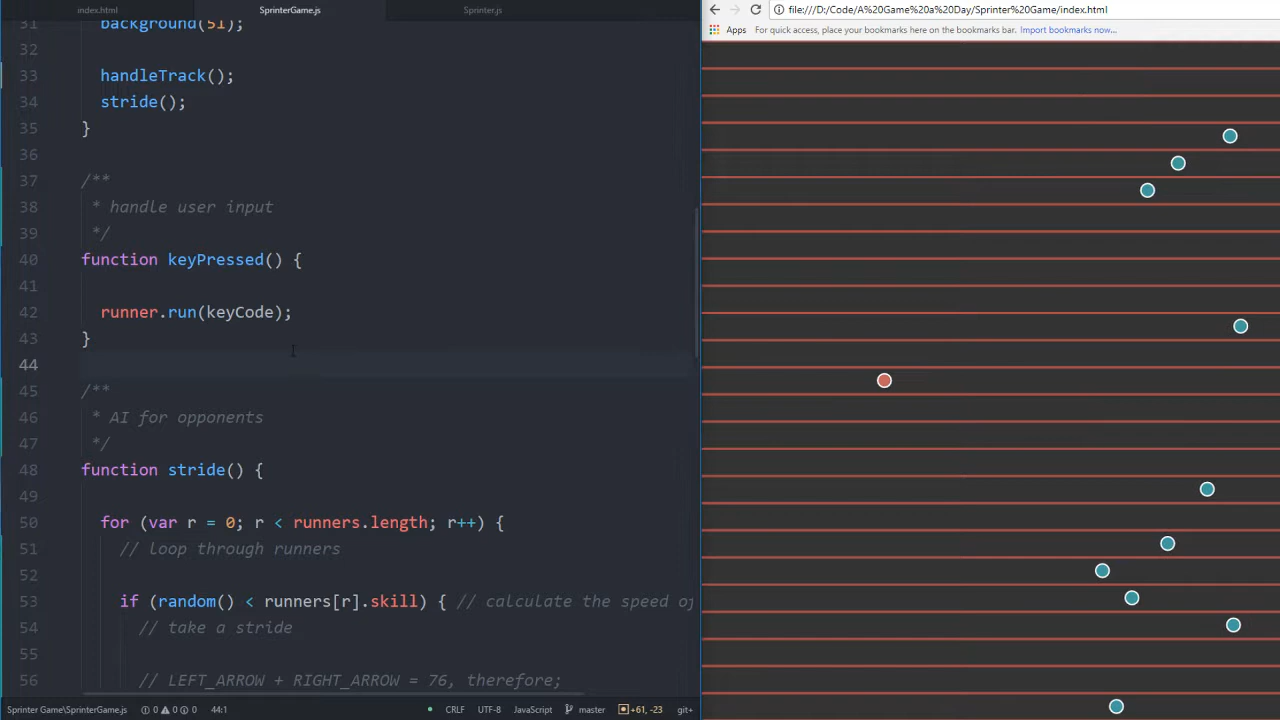 index.html SprinterGame.js Sprinter.js
file:///D:/Code/A%20Game%20a%20Day/Sprinter%20Game/index.html
Apps For quick access, place your bookmarks here on the bookmarks bar. Import bookmarks now...
31 background(51);
32
33 handleTrack();
34 stride();
35 }
36
37 /**
38 * handle user input
39 */
40 function keyPressed() {
41
42 runner.run(keyCode);
43 }
44
45 /**
46 * AI for opponents
47 */
48 function stride() {
49
50 for (var r = 0; r < runners.length; r++) {
51 // loop through runners
52
53 if (random() < runners[r].skill) { // calculate the speed of
54 // take a stride
55
56 // LEFT_ARROW + RIGHT_ARROW = 76, therefore;
Sprinter Game\SprinterGame.js 0 0 0 44:1 CRLF UTF-8 JavaScript master +61, -23 git+